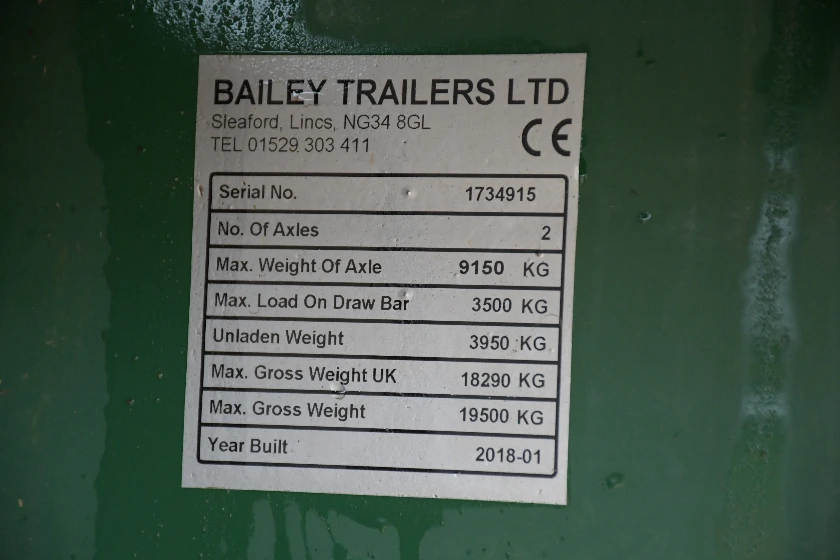 BAILEY TRAILERS LTD
Sleaford, Lincs, NG34 8GL
TEL 01529 303 411
CE
Serial No. 1734915
No. Of Axles 2
Max. Weight Of Axle 9150 KG
Max. Load On Draw Bar 3500 KG
Unladen Weight 3950 KG
Max. Gross Weight UK 18290 KG
Max. Gross Weight 19500 KG
Year Built 2018-01